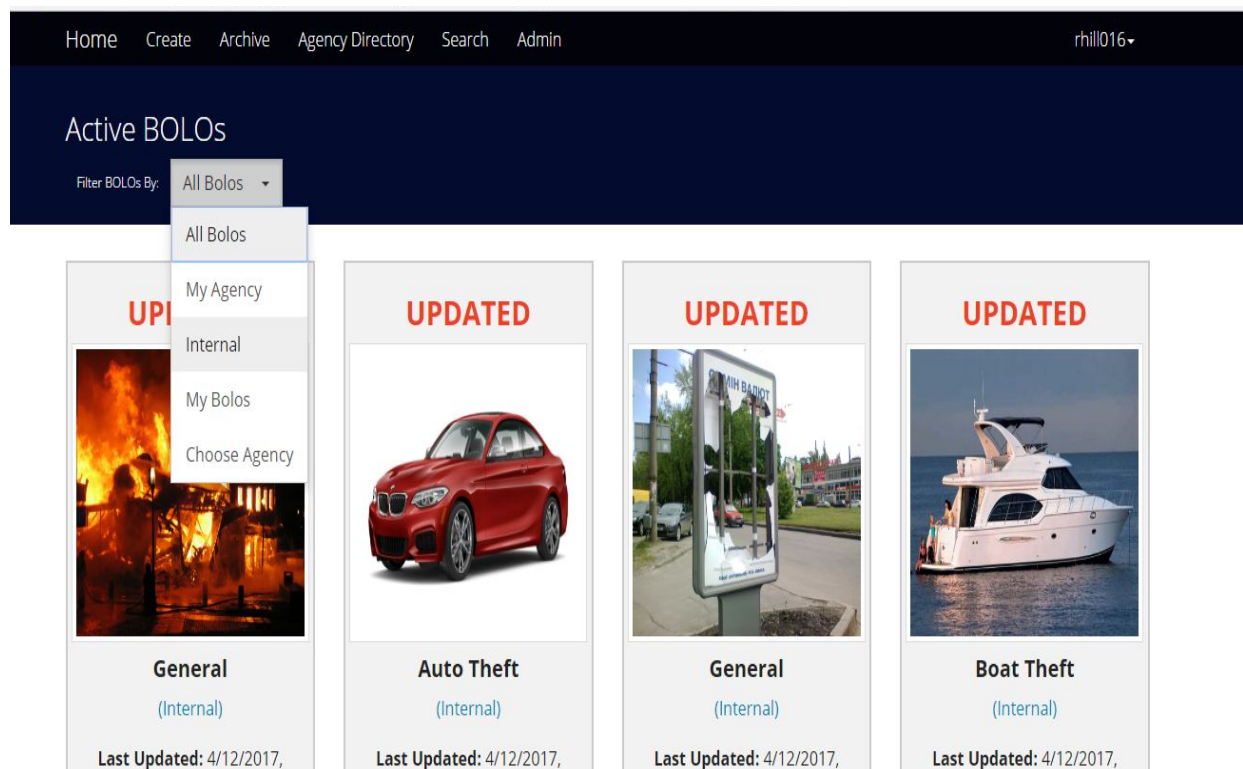 Home Create Archive Agency Directory Search Admin rhill016
Active BOLOs
Filter BOLOs By: All Bolos
All Bolos
My Agency
Internal
My Bolos
Choose Agency
UPDATED UPDATED UPDATED
ОБМІН ВАЛЮТ
General Auto Theft General Boat Theft
(Internal) (Internal) (Internal) (Internal)
Last Updated: 4/12/2017, Last Updated: 4/12/2017, Last Updated: 4/12/2017, Last Updated: 4/12/2017,